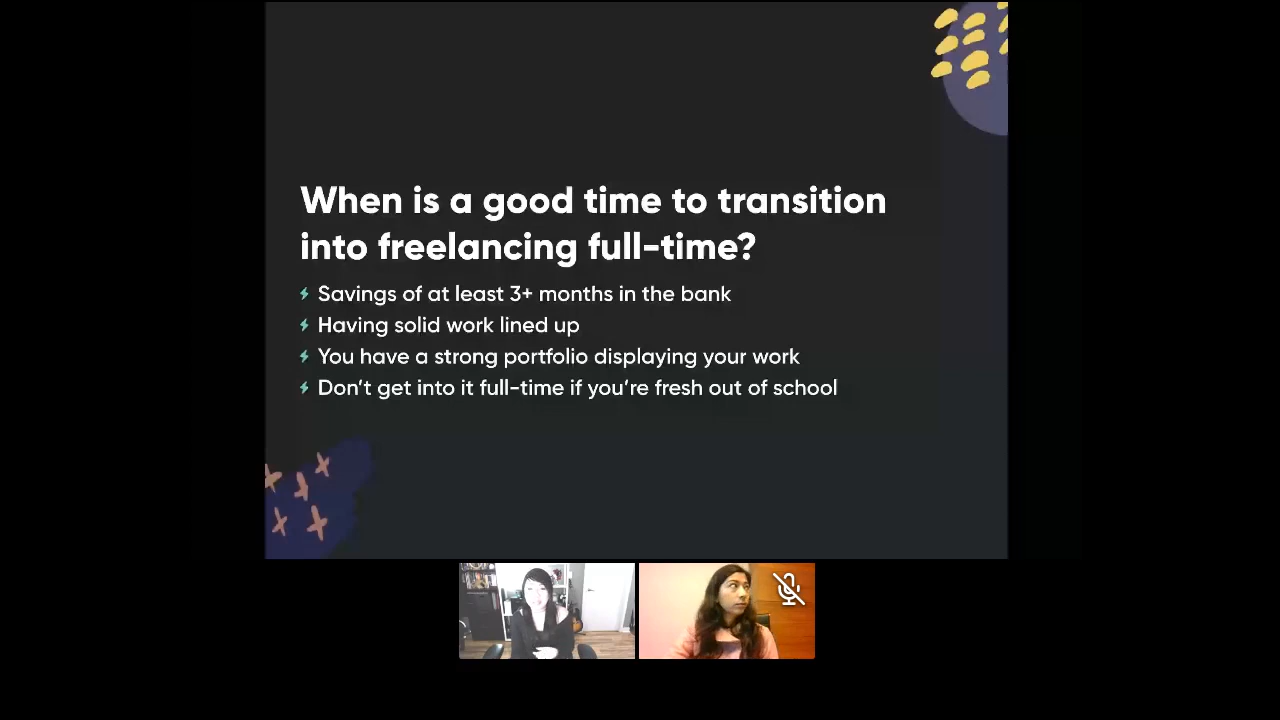 When is a good time to transition
into freelancing full-time?
Savings of at least 3+ months in the bank
Having solid work lined up
You have a strong portfolio displaying your work
Don’t get into it full-time if you’re fresh out of school